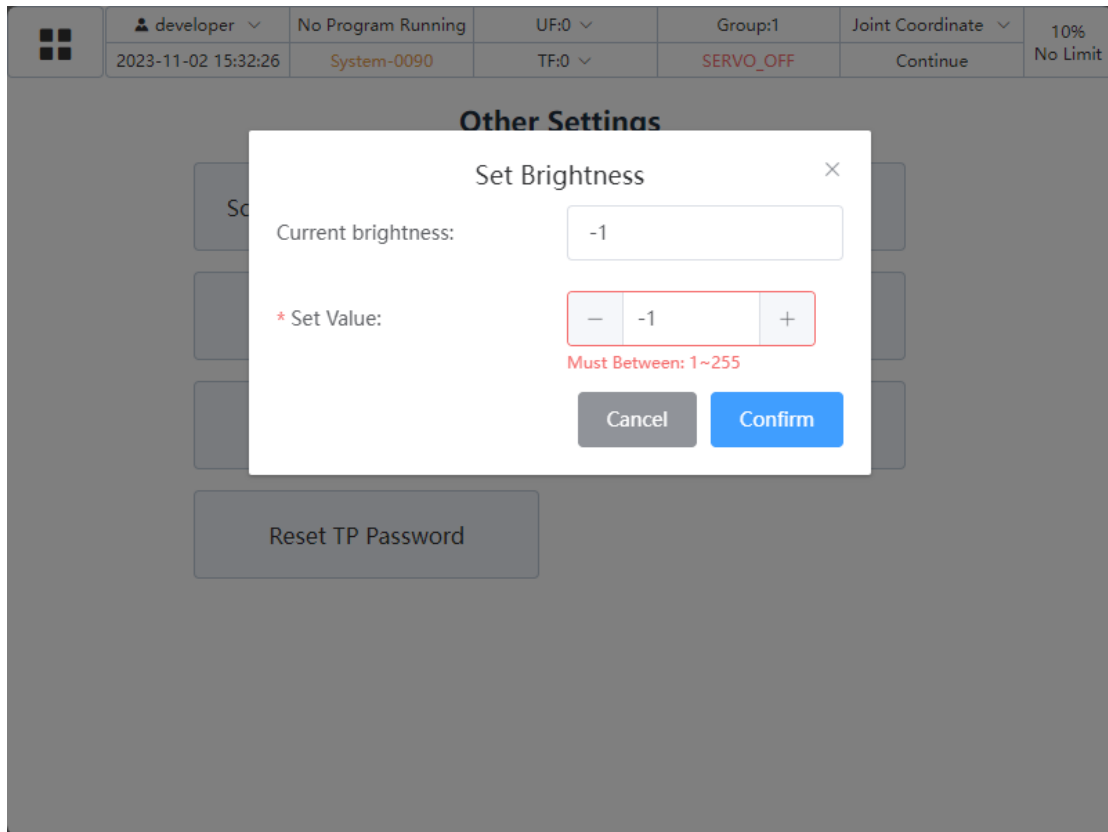 developer
No Program Running
UF:0
Group:1
Joint Coordinate
10%
No Limit
2023-11-02 15:32:26
System-0090
TF:0
SERVO_OFF
Continue
Other Settings
Set Brightness
Current brightness:
-1
* Set Value:
-1
Must Between: 1~255
Cancel
Confirm
Reset TP Password